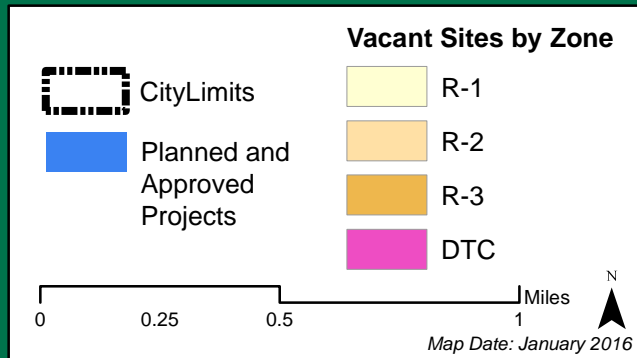 Vacant Sites by Zone
CityLimits
Planned and
Approved
Projects
R-1
R-2
R-3
DTC
Miles
0 0.25 0.5 1
N
Map Date: January 2016